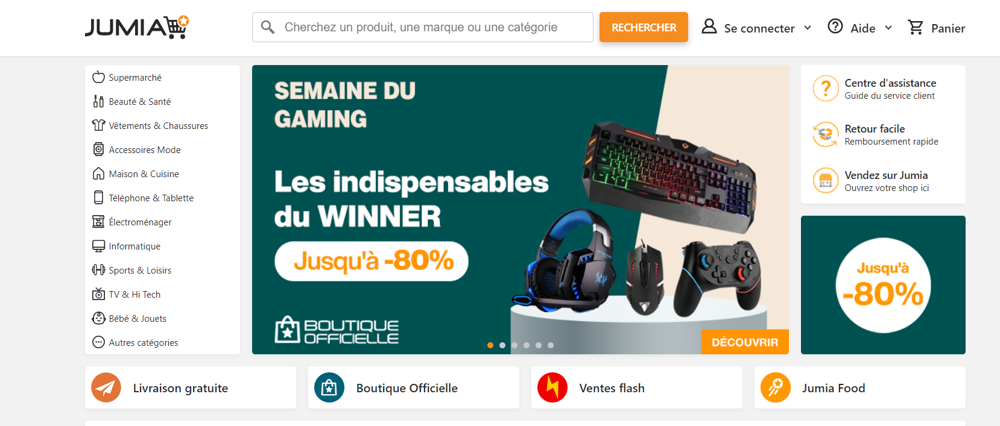 JUMIA
Cherchez un produit, une marque ou une catégorie
RECHERCHER
Se connecter
Aide
Panier
Supermarché
Beauté & Santé
Vêtements & Chaussures
Accessoires Mode
Maison & Cuisine
Téléphone & Tablette
Électroménager
Informatique
Sports & Loisirs
TV & Hi Tech
Bébé & Jouets
Autres catégories
SEMAINE DU
GAMING
Les indispensables
du WINNER
Jusqu'à -80%
BOUTIQUE
OFFICIELLE
DÉCOUVRIR
Centre d'assistance
Guide du service client
Retour facile
Remboursement rapide
Vendez sur Jumia
Ouvrez votre shop ici
Jusqu'à
-80%
Livraison gratuite
Boutique Officielle
Ventes flash
Jumia Food